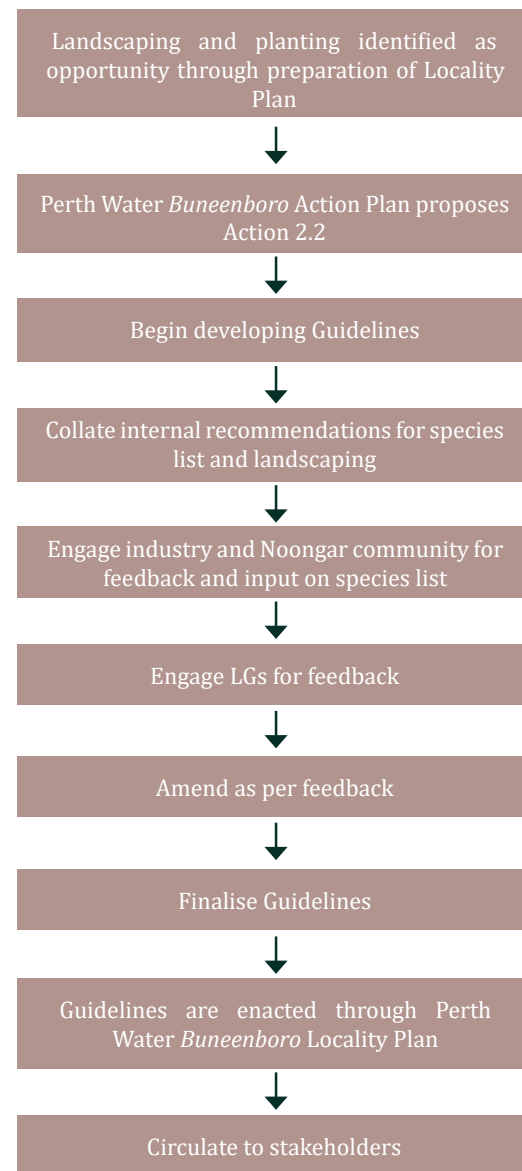 Landscaping and planting identified as
opportunity through preparation of Locality
Plan
Perth Water Buneenboro Action Plan proposes
Action 2.2
Begin developing Guidelines
Collate internal recommendations for species
list and landscaping
Engage industry and Noongar community for
feedback and input on species list
Engage LGs for feedback
Amend as per feedback
Finalise Guidelines
Guidelines are enacted through Perth
Water Buneenboro Locality Plan
Circulate to stakeholders